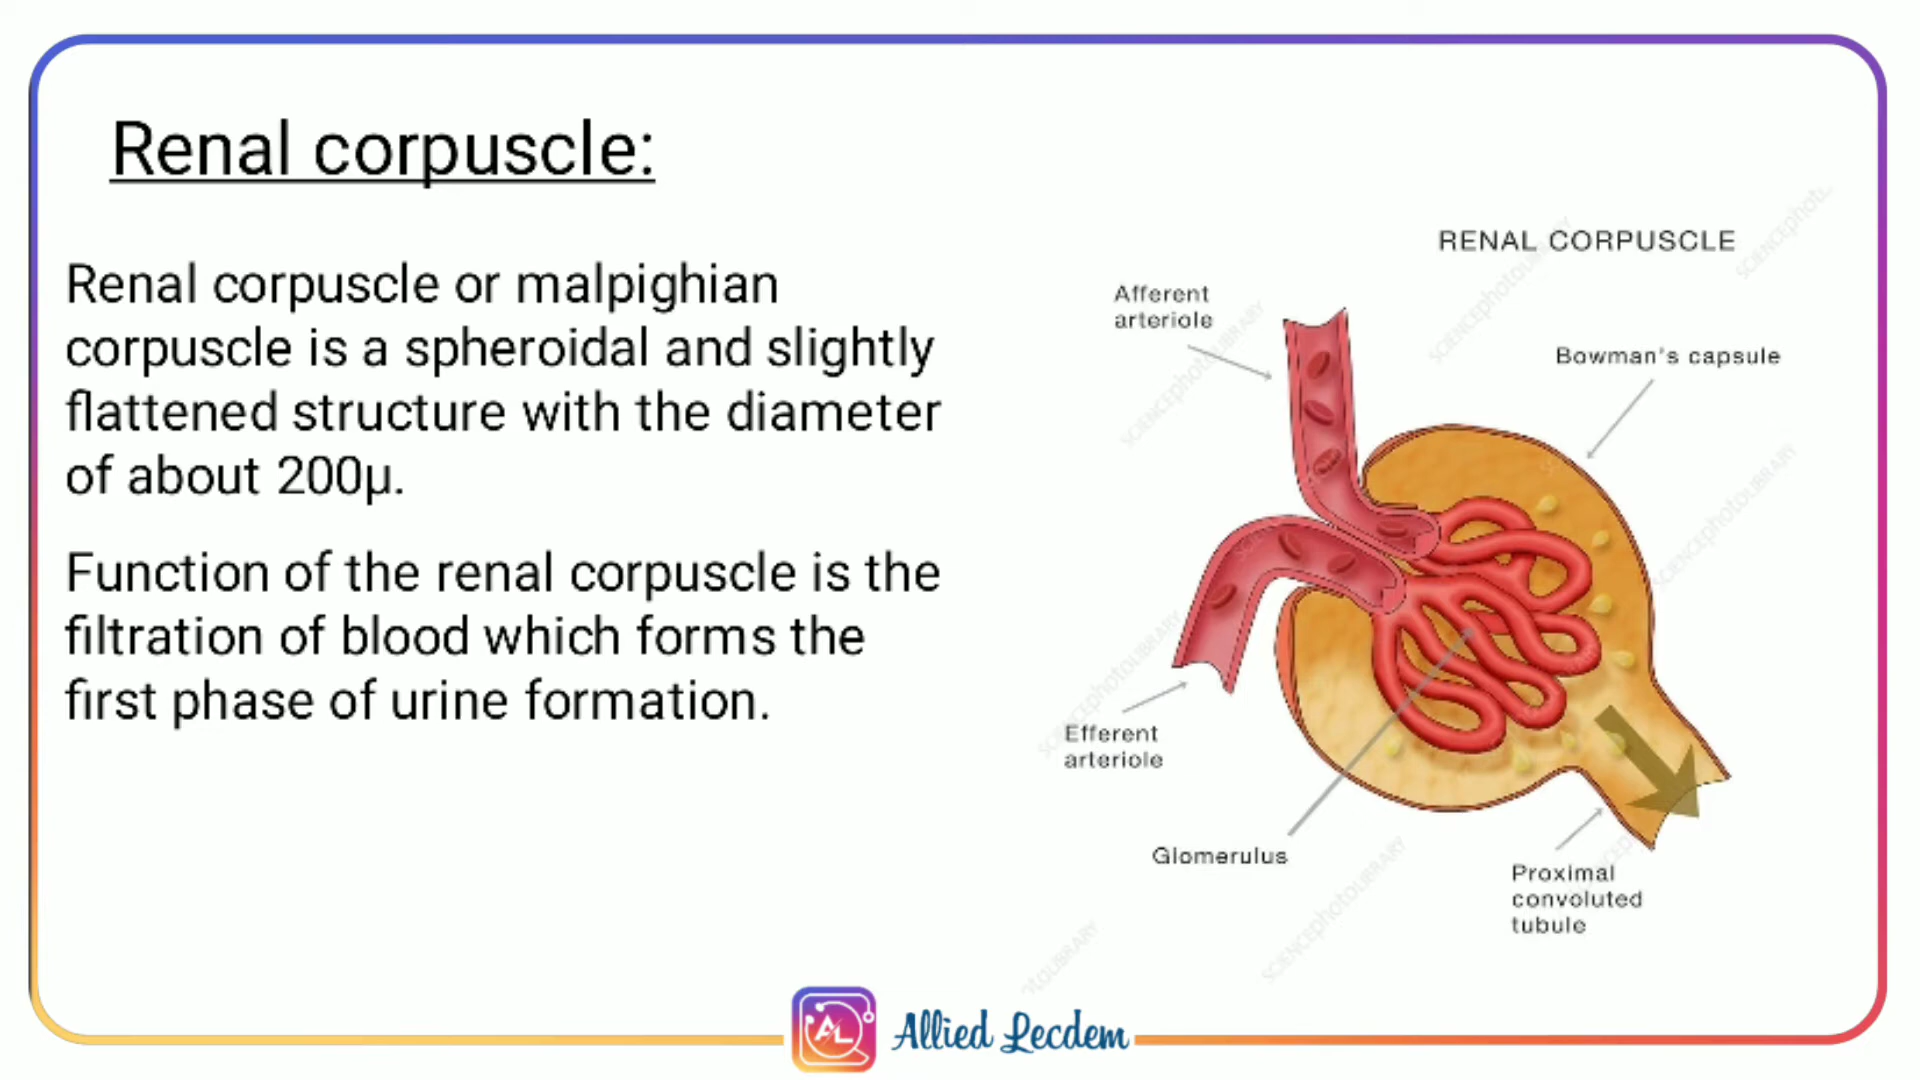 Renal corpuscle:
Renal corpuscle or malpighian
corpuscle is a spheroidal and slightly
flattened structure with the diameter
of about 200µ.
Function of the renal corpuscle is the
filtration of blood which forms the
first phase of urine formation.
RENAL CORPUSCLE
Afferent
arteriole
Bowman's capsule
Efferent
arteriole
Glomerulus
Proximal
convoluted
tubule
SCIENCEphotoLIBRARY
AL
Allied Lecdem